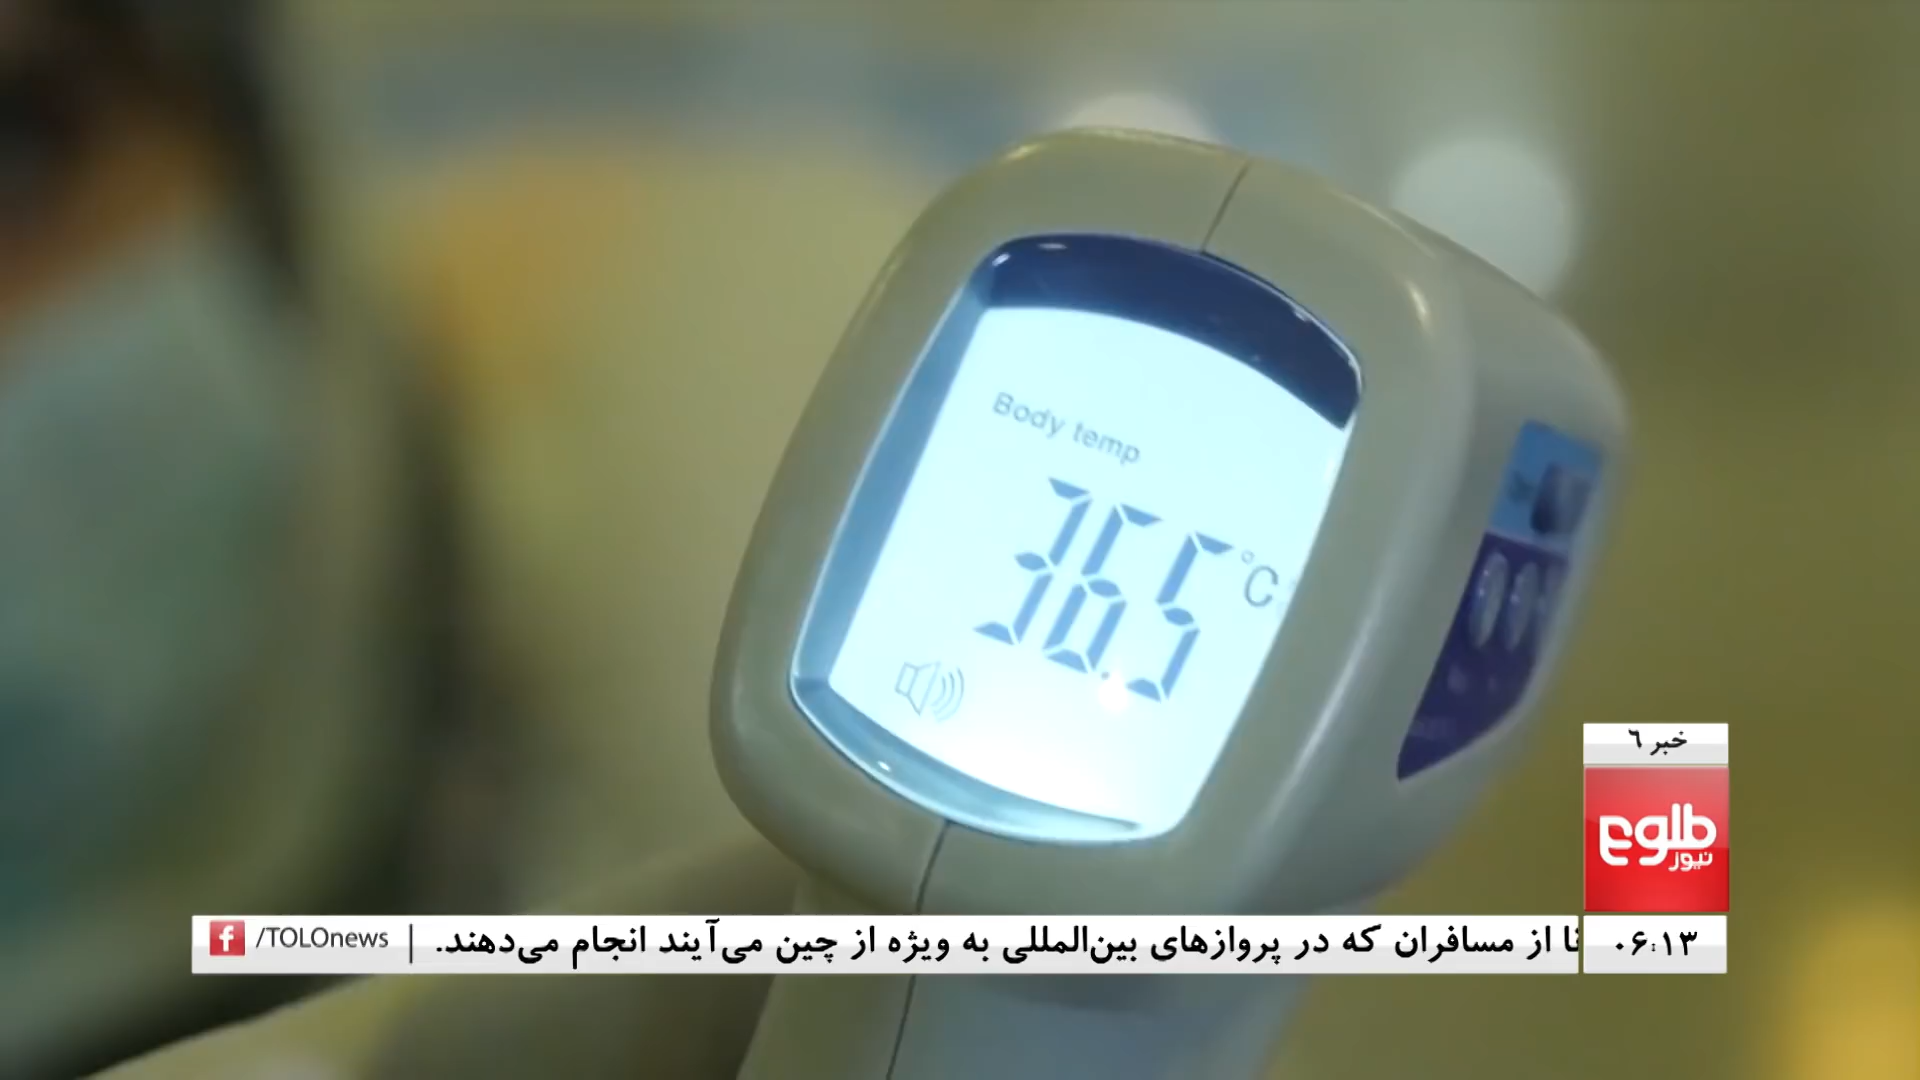 Body temp
36.5 °C
خبر ۶
طلوع
نیوز
/TOLOnews | از مسافران که در پروازهای بین‌المللی به ویژه از چین می‌آیند انجام می‌دهند.
۰۶:۱۳